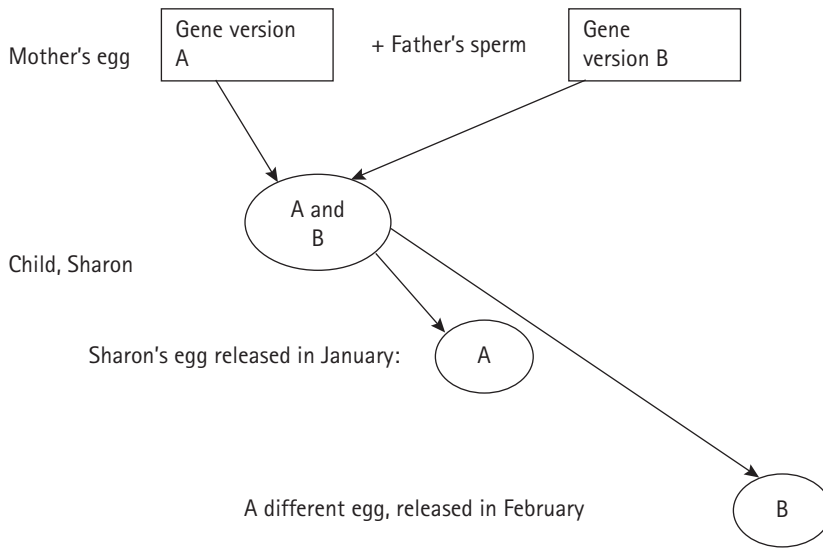 Gene version
A
Mother's egg
+ Father's sperm
Gene
version B
A and
B
Child, Sharon
Sharon's egg released in January:
A
A different egg, released in February
B